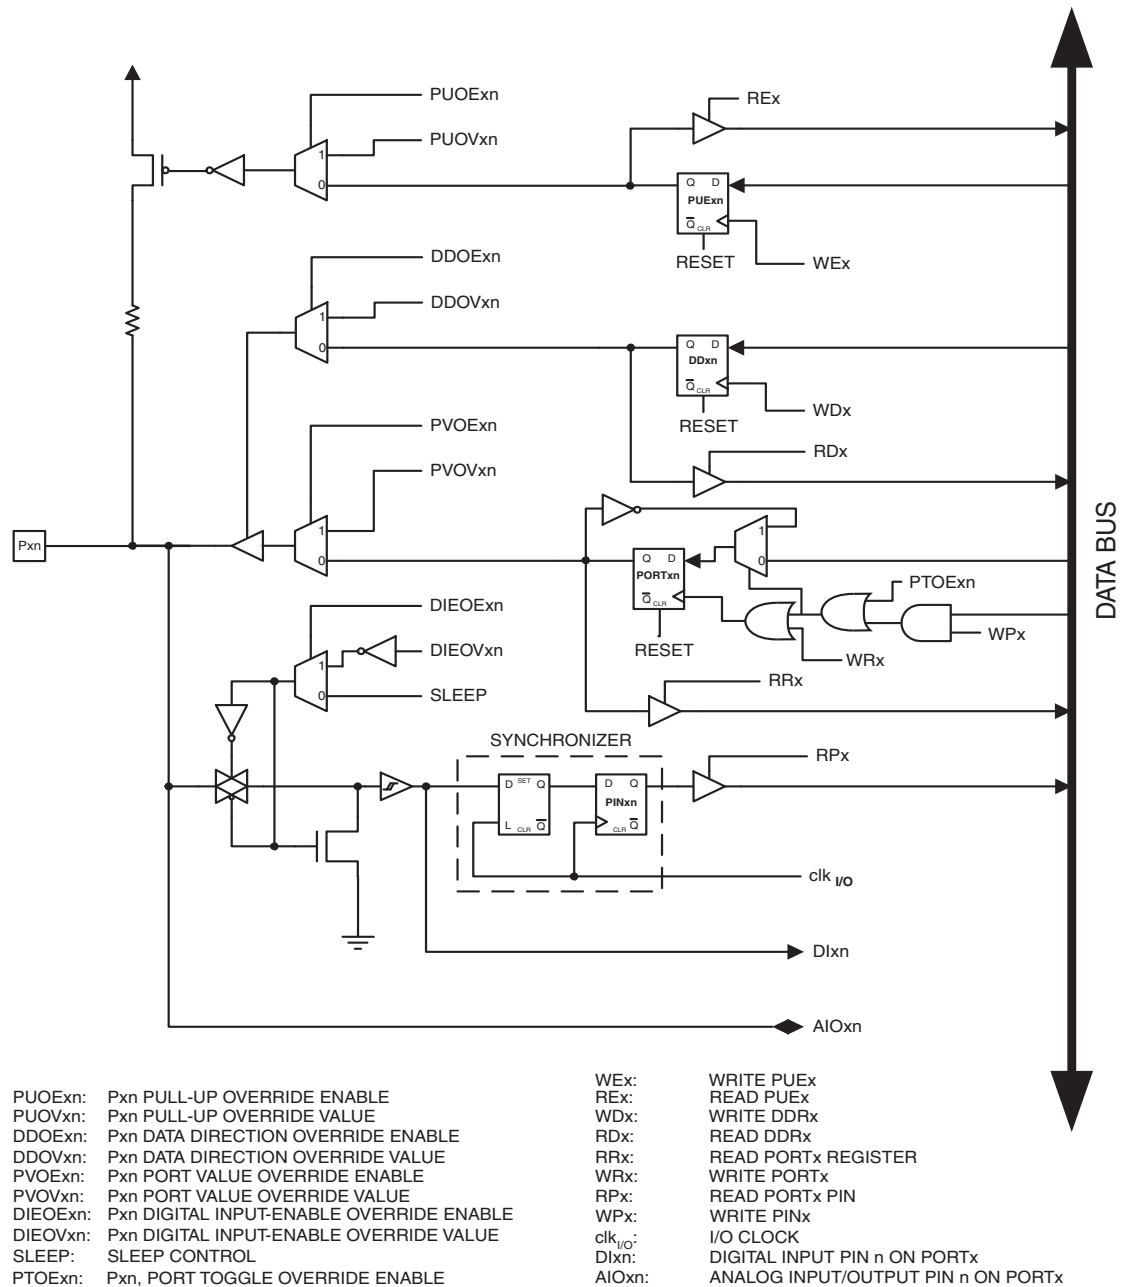 PUOExn
REx
PUOVxn
1
0
Q D
PUExn
Q CLR
RESET
WEx
DDOExn
DDOVxn
1
0
Q D
DDxn
Q CLR
RESET
WDx
PVOExn
RDx
PVOVxn
1
0
1
0
Pxn
Q D
PORTxn
Q CLR
RESET
PTOExn
WPx
WRx
DATA BUS
DIEOExn
DIEOVxn
1
0
SLEEP
RRx
SYNCHRONIZER
RPx
D SET Q
L CLR Q
D Q
PINxn
CLR Q
clk I/O
DIxn
AIOxn
PUOExn: Pxn PULL-UP OVERRIDE ENABLE
PUOVxn: Pxn PULL-UP OVERRIDE VALUE
DDOExn: Pxn DATA DIRECTION OVERRIDE ENABLE
DDOVxn: Pxn DATA DIRECTION OVERRIDE VALUE
PVOExn: Pxn PORT VALUE OVERRIDE ENABLE
PVOVxn: Pxn PORT VALUE OVERRIDE VALUE
DIEOExn: Pxn DIGITAL INPUT-ENABLE OVERRIDE ENABLE
DIEOVxn: Pxn DIGITAL INPUT-ENABLE OVERRIDE VALUE
SLEEP: SLEEP CONTROL
PTOExn: Pxn, PORT TOGGLE OVERRIDE ENABLE
WEx: WRITE PUEx
REx: READ PUEx
WDx: WRITE DDRx
RDx: READ DDRx
RRx: READ PORTx REGISTER
WRx: WRITE PORTx
RPx: READ PORTx PIN
WPx: WRITE PINx
clk I/O: I/O CLOCK
DIxn: DIGITAL INPUT PIN n ON PORTx
AIOxn: ANALOG INPUT/OUTPUT PIN n ON PORTx